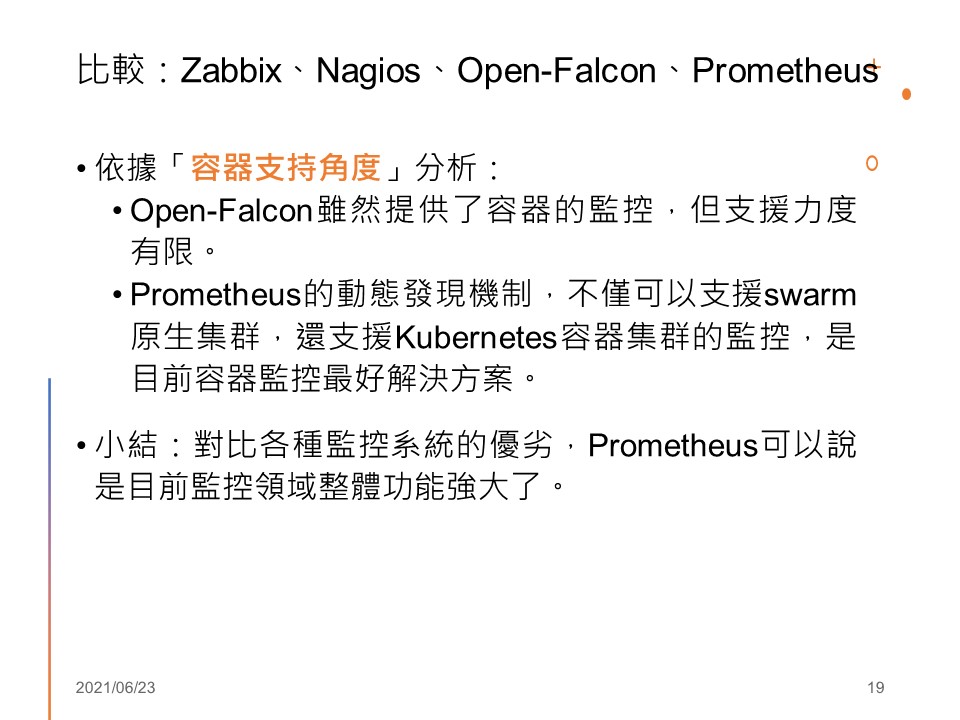 比較：Zabbix、Nagios、Open-Falcon、Prometheus
• 依據「容器支持角度」分析：
• Open-Falcon雖然提供了容器的監控，但支援力度
有限。
• Prometheus的動態發現機制，不僅可以支援swarm
原生集群，還支援Kubernetes容器集群的監控，是
目前容器監控最好解決方案。
• 小結：對比各種監控系統的優劣，Prometheus可以說
是目前監控領域整體功能強大了。
2021/06/23
19